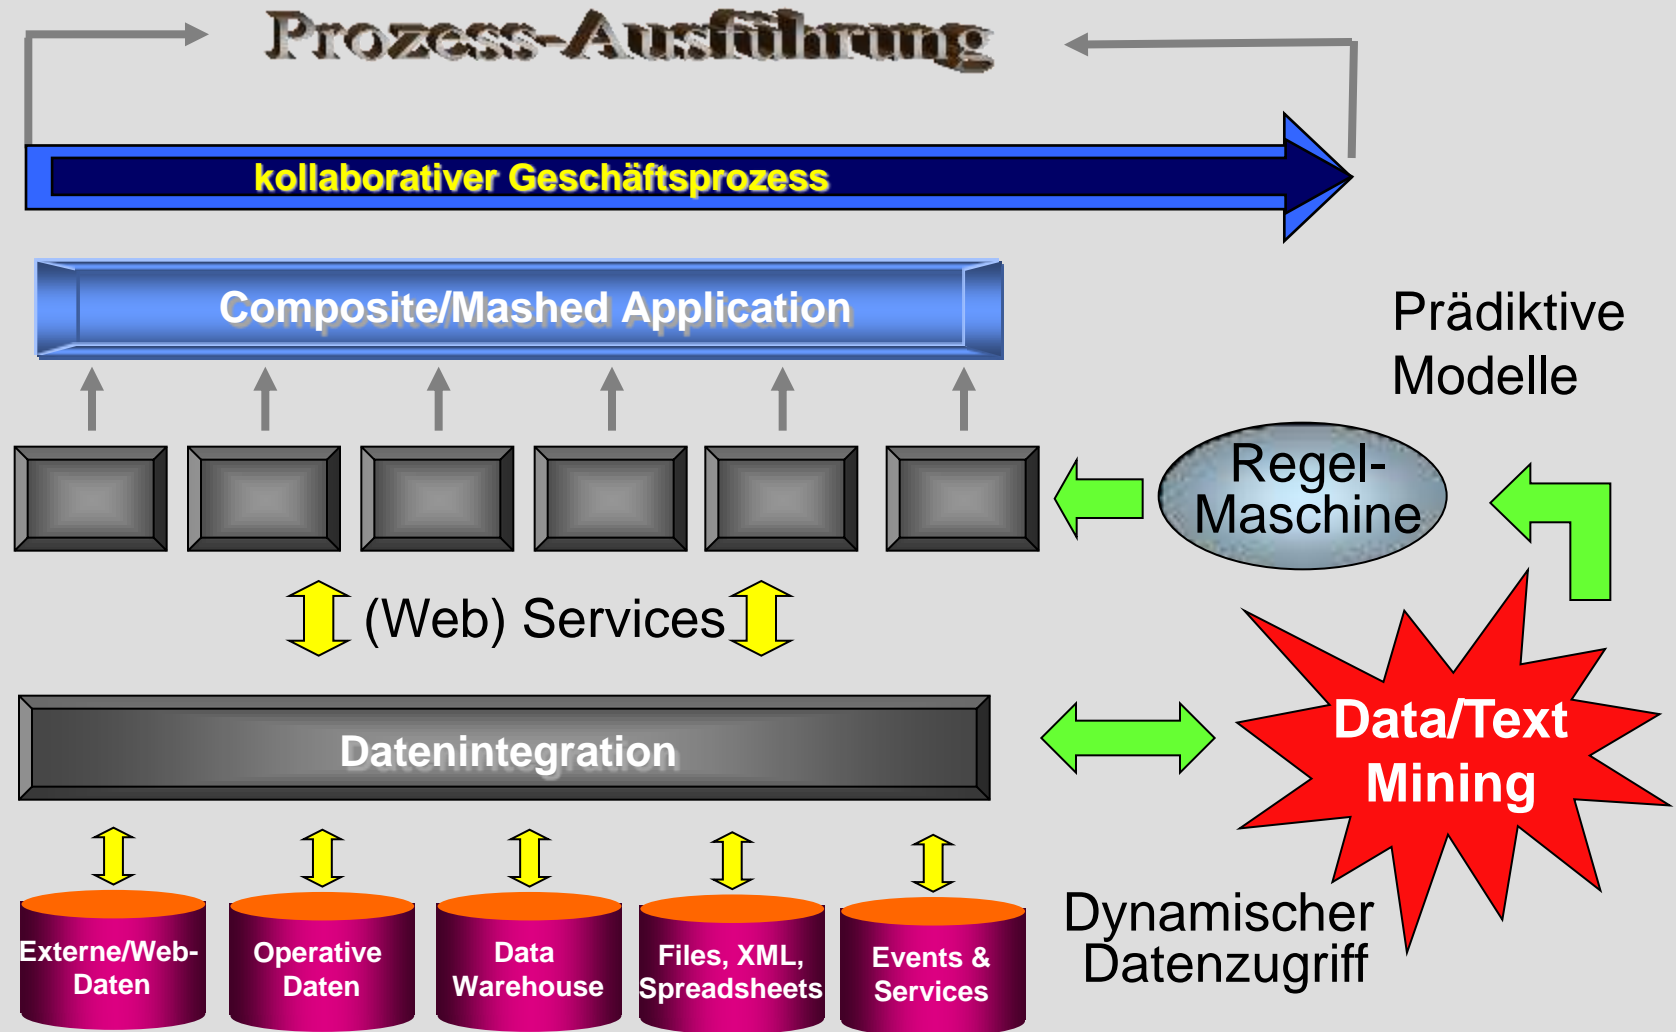 Prozess-Ausführung
kollaborativer Geschäftsprozess
Composite/Mashed Application
Prädiktive
Modelle
Regel-
Maschine
(Web) Services
Datenintegration
Data/Text
Mining
Externe/Web-
Daten
Operative
Daten
Data
Warehouse
Files, XML,
Spreadsheets
Events &
Services
Dynamischer
Datenzugriff